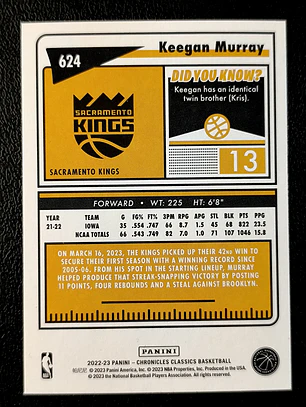 624
Keegan Murray
DID YOU KNOW?
Keegan has an identical
twin brother (Kris).
SACRAMENTO
KINGS
13
SACRAMENTO KINGS
FORWARD • WT: 225 HT: 6'8"
YEAR TEAM G FG% FT% 3PM RPG APG STL BLK PTS PPG
21-22 IOWA 35 .554 .747 66 8.7 1.5 45 68 822 23.5
NCAA TOTALS 66 .543 .749 82 7.0 1.0 71 107 1046 15.8
ON MARCH 16, 2023, THE KINGS PICKED UP THEIR 42ND WIN TO
SECURE THEIR FIRST SEASON WITH A WINNING RECORD SINCE
2005-06. FROM HIS SPOT IN THE STARTING LINEUP, MURRAY
HELPED PRODUCE THAT STREAK-SNAPPING VICTORY BY POSTING
11 POINTS, FOUR REBOUNDS AND A STEAL AGAINST BROOKLYN.
PANINI
2022-23 PANINI – CHRONICLES CLASSICS BASKETBALL
© 2023 Panini America, Inc. © 2023 NBA Properties, Inc. Produced in the USA.
© 2023 the National Basketball Players Association. All rights reserved.